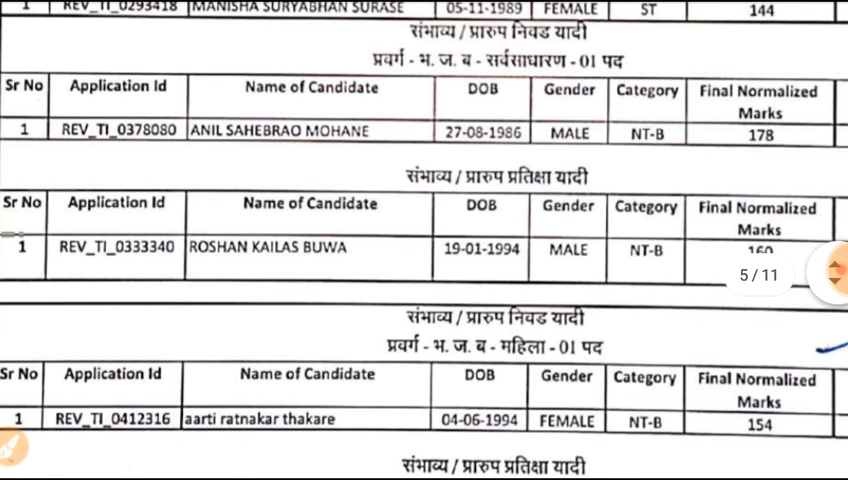 1 REV_TI_0293418 MANISHA SURYABHAN SURASE 05-11-1989 FEMALE ST 144
संभाव्य / प्रारुप निवड यादी
प्रवर्ग - भ. ज. ब - सर्वसाधारण - 01 पद
Sr No Application Id Name of Candidate DOB Gender Category Final Normalized
Marks
1 REV_TI_0378080 ANIL SAHEBRAO MOHANE 27-08-1986 MALE NT-B 178
संभाव्य / प्रारुप प्रतिक्षा यादी
Sr No Application Id Name of Candidate DOB Gender Category Final Normalized
Marks
1 REV_TI_0333340 ROSHAN KAILAS BUWA 19-01-1994 MALE NT-B 160
5 / 11
संभाव्य / प्रारुप निवड यादी
प्रवर्ग - भ. ज. ब - महिला - 01 पद
Sr No Application Id Name of Candidate DOB Gender Category Final Normalized
Marks
1 REV_TI_0412316 aarti ratnakar thakare 04-06-1994 FEMALE NT-B 154
संभाव्य / प्रारुप प्रतिक्षा यादी